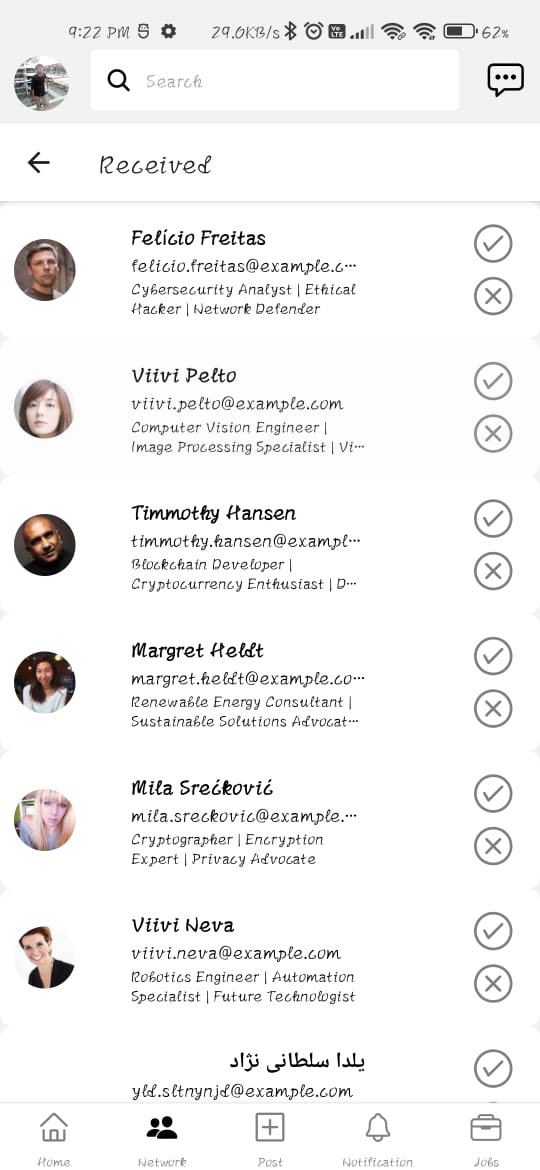 9:22 PM 29.0KB/s Vo LTE 62%
Search
Received
Felício Freitas
felicio.freitas@example.c...
Cybersecurity Analyst | Ethical
Hacker | Network Defender
Viivi Pelto
viivi.pelto@example.com
Computer Vision Engineer |
Image Processing Specialist | Vi...
Timmothy Hansen
timmothy.hansen@exampl...
Blockchain Developer |
Cryptocurrency Enthusiast | D...
Margret Heldt
margret.heldt@example.co...
Renewable Energy Consultant |
Sustainable Solutions Advocat...
Mila Srećković
mila.sreckovic@example....
Cryptographer | Encryption
Expert | Privacy Advocate
Viivi Neva
viivi.neva@example.com
Robotics Engineer | Automation
Specialist | Future Technologist
یلدا سلطانی نژاد
yld.sltnynjd@example.com
Home Network Post Notification Jobs